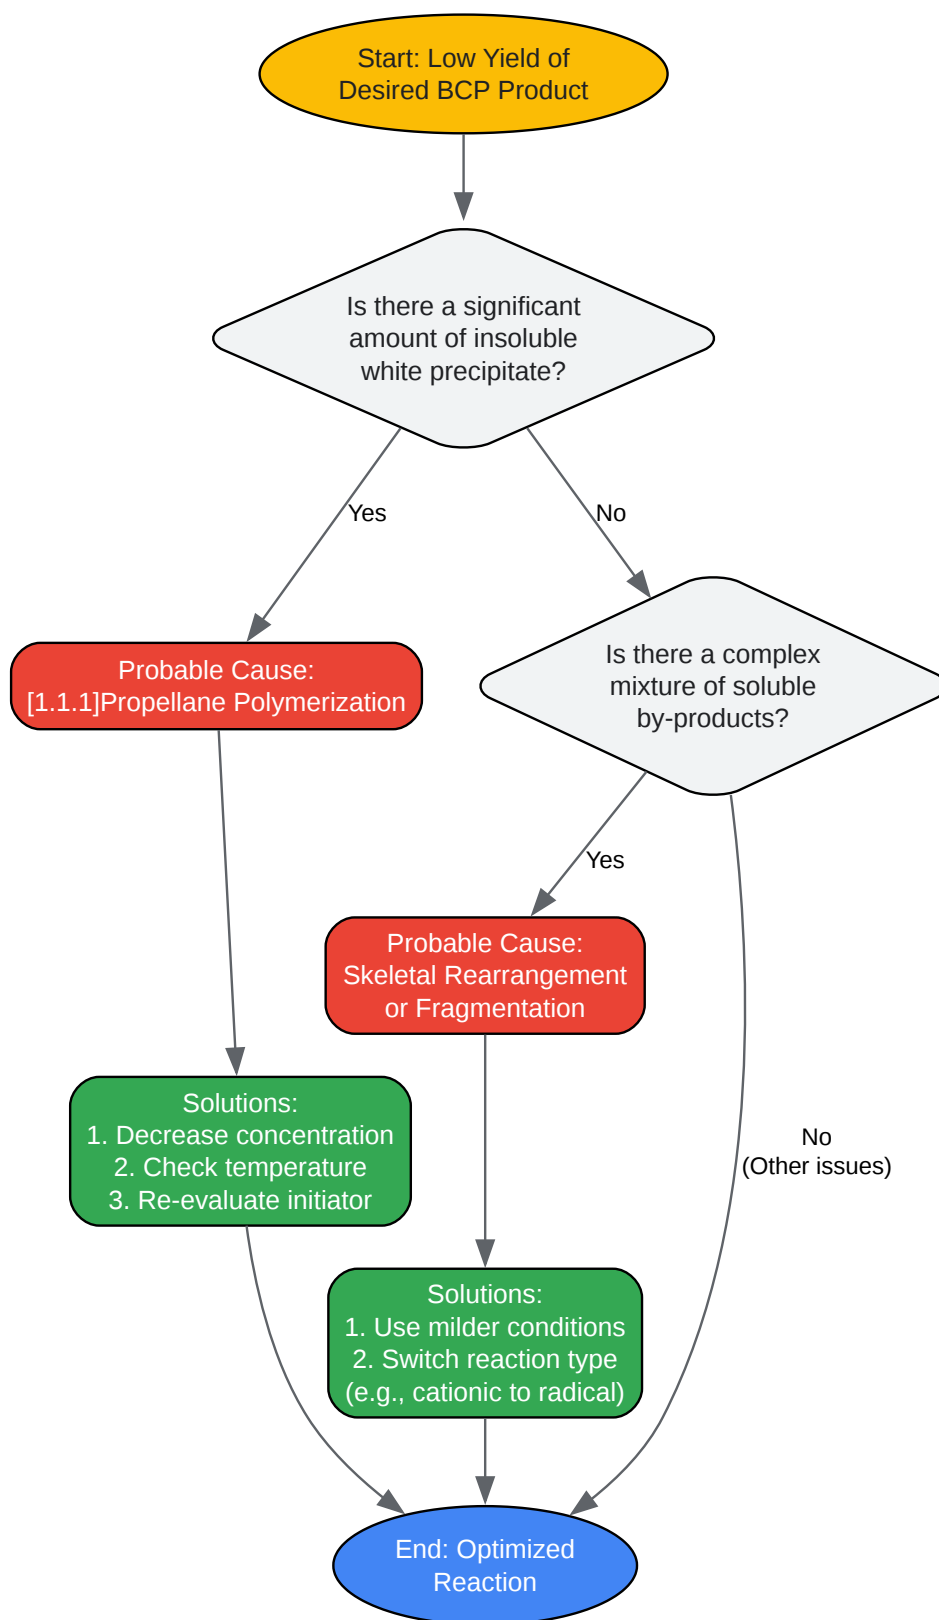 Start: Low Yield of
Desired BCP Product
Is there a significant
amount of insoluble
white precipitate?
Yes
No
Probable Cause:
[1.1.1]Propellane Polymerization
Is there a complex
mixture of soluble
by-products?
Yes
Probable Cause:
Skeletal Rearrangement
or Fragmentation
Solutions:
1. Decrease concentration
2. Check temperature
3. Re-evaluate initiator
No
(Other issues)
Solutions:
1. Use milder conditions
2. Switch reaction type
(e.g., cationic to radical)
End: Optimized
Reaction